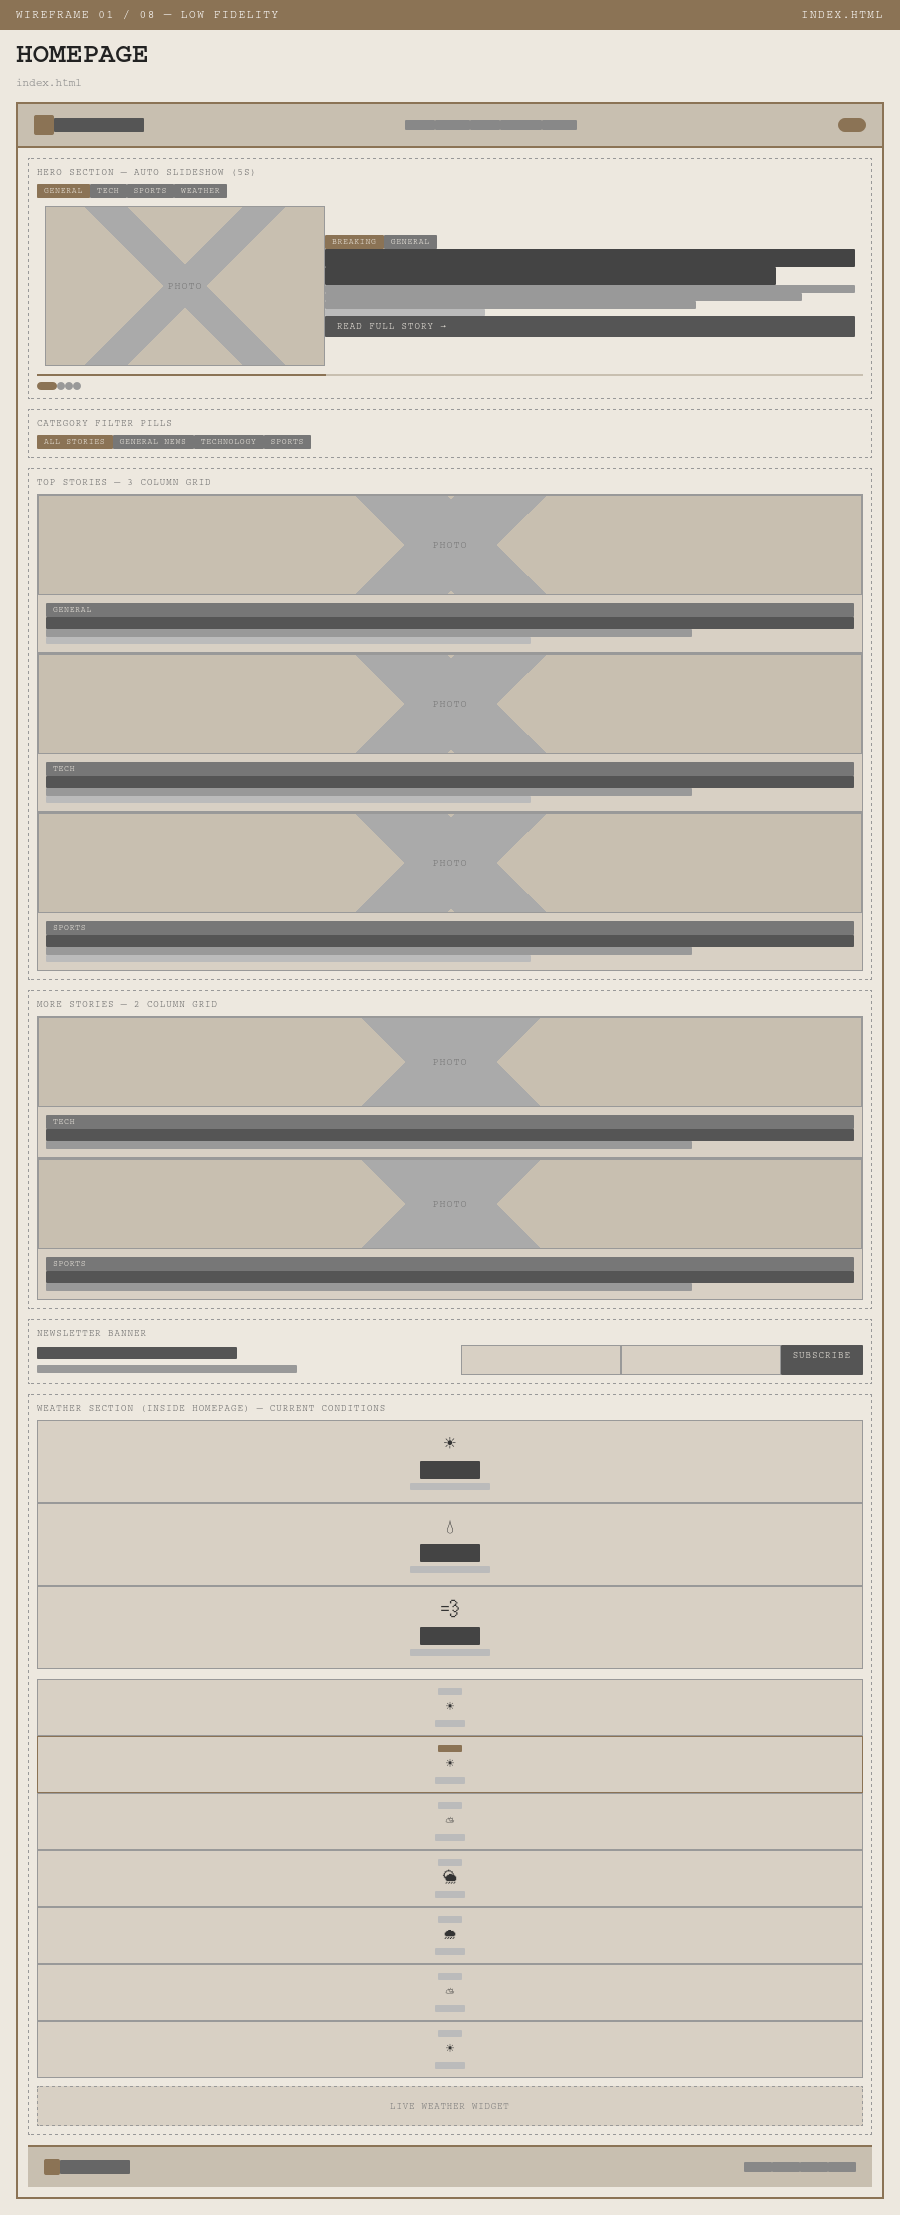 WIREFRAME 01 / 08 — LOW FIDELITY
INDEX.HTML
HOMEPAGE
index.html
HERO SECTION — AUTO SLIDESHOW (5S)
GENERAL TECH SPORTS WEATHER
PHOTO
BREAKING GENERAL
READ FULL STORY →
CATEGORY FILTER PILLS
ALL STORIES GENERAL NEWS TECHNOLOGY SPORTS
TOP STORIES — 3 COLUMN GRID
PHOTO
GENERAL
PHOTO
TECH
PHOTO
SPORTS
MORE STORIES — 2 COLUMN GRID
PHOTO
TECH
PHOTO
SPORTS
NEWSLETTER BANNER
SUBSCRIBE
WEATHER SECTION (INSIDE HOMEPAGE) — CURRENT CONDITIONS
LIVE WEATHER WIDGET